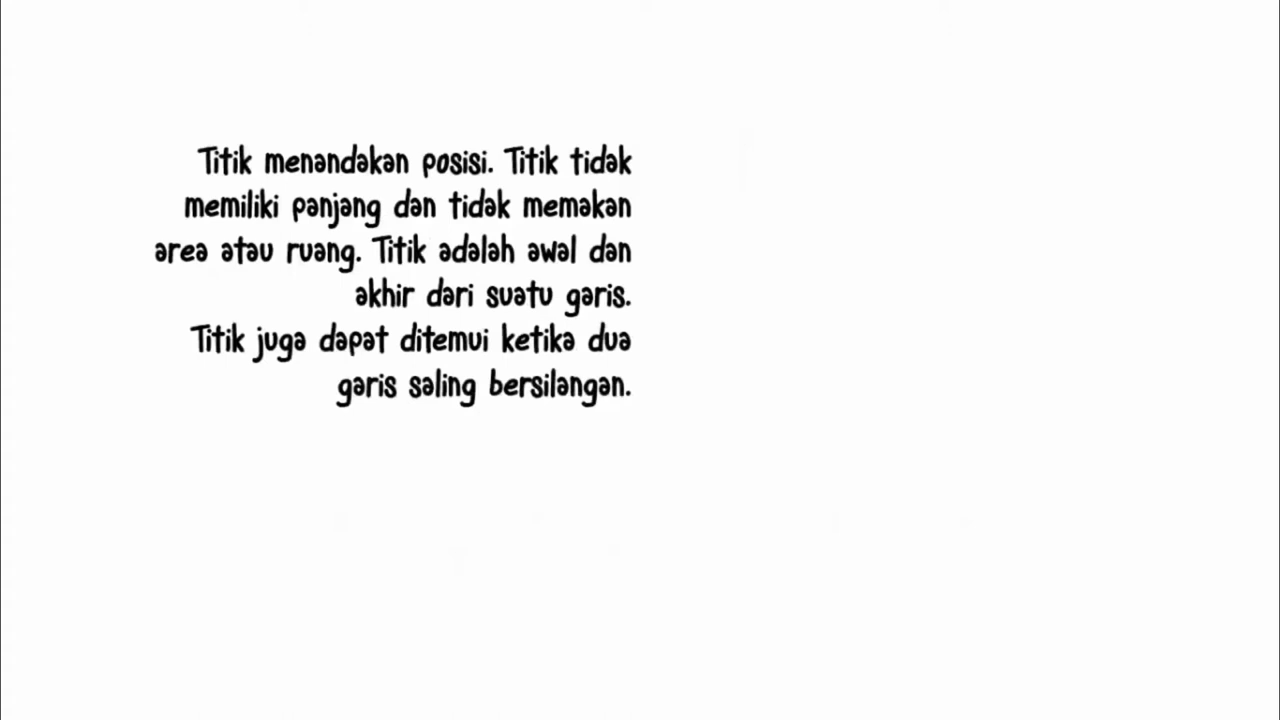 Titik menandakan posisi. Titik tidak
memiliki panjang dan tidak memakan
area atau ruang. Titik adalah awal dan
akhir dari suatu garis.
Titik juga dapat ditemui ketika dua
garis saling bersilangan.